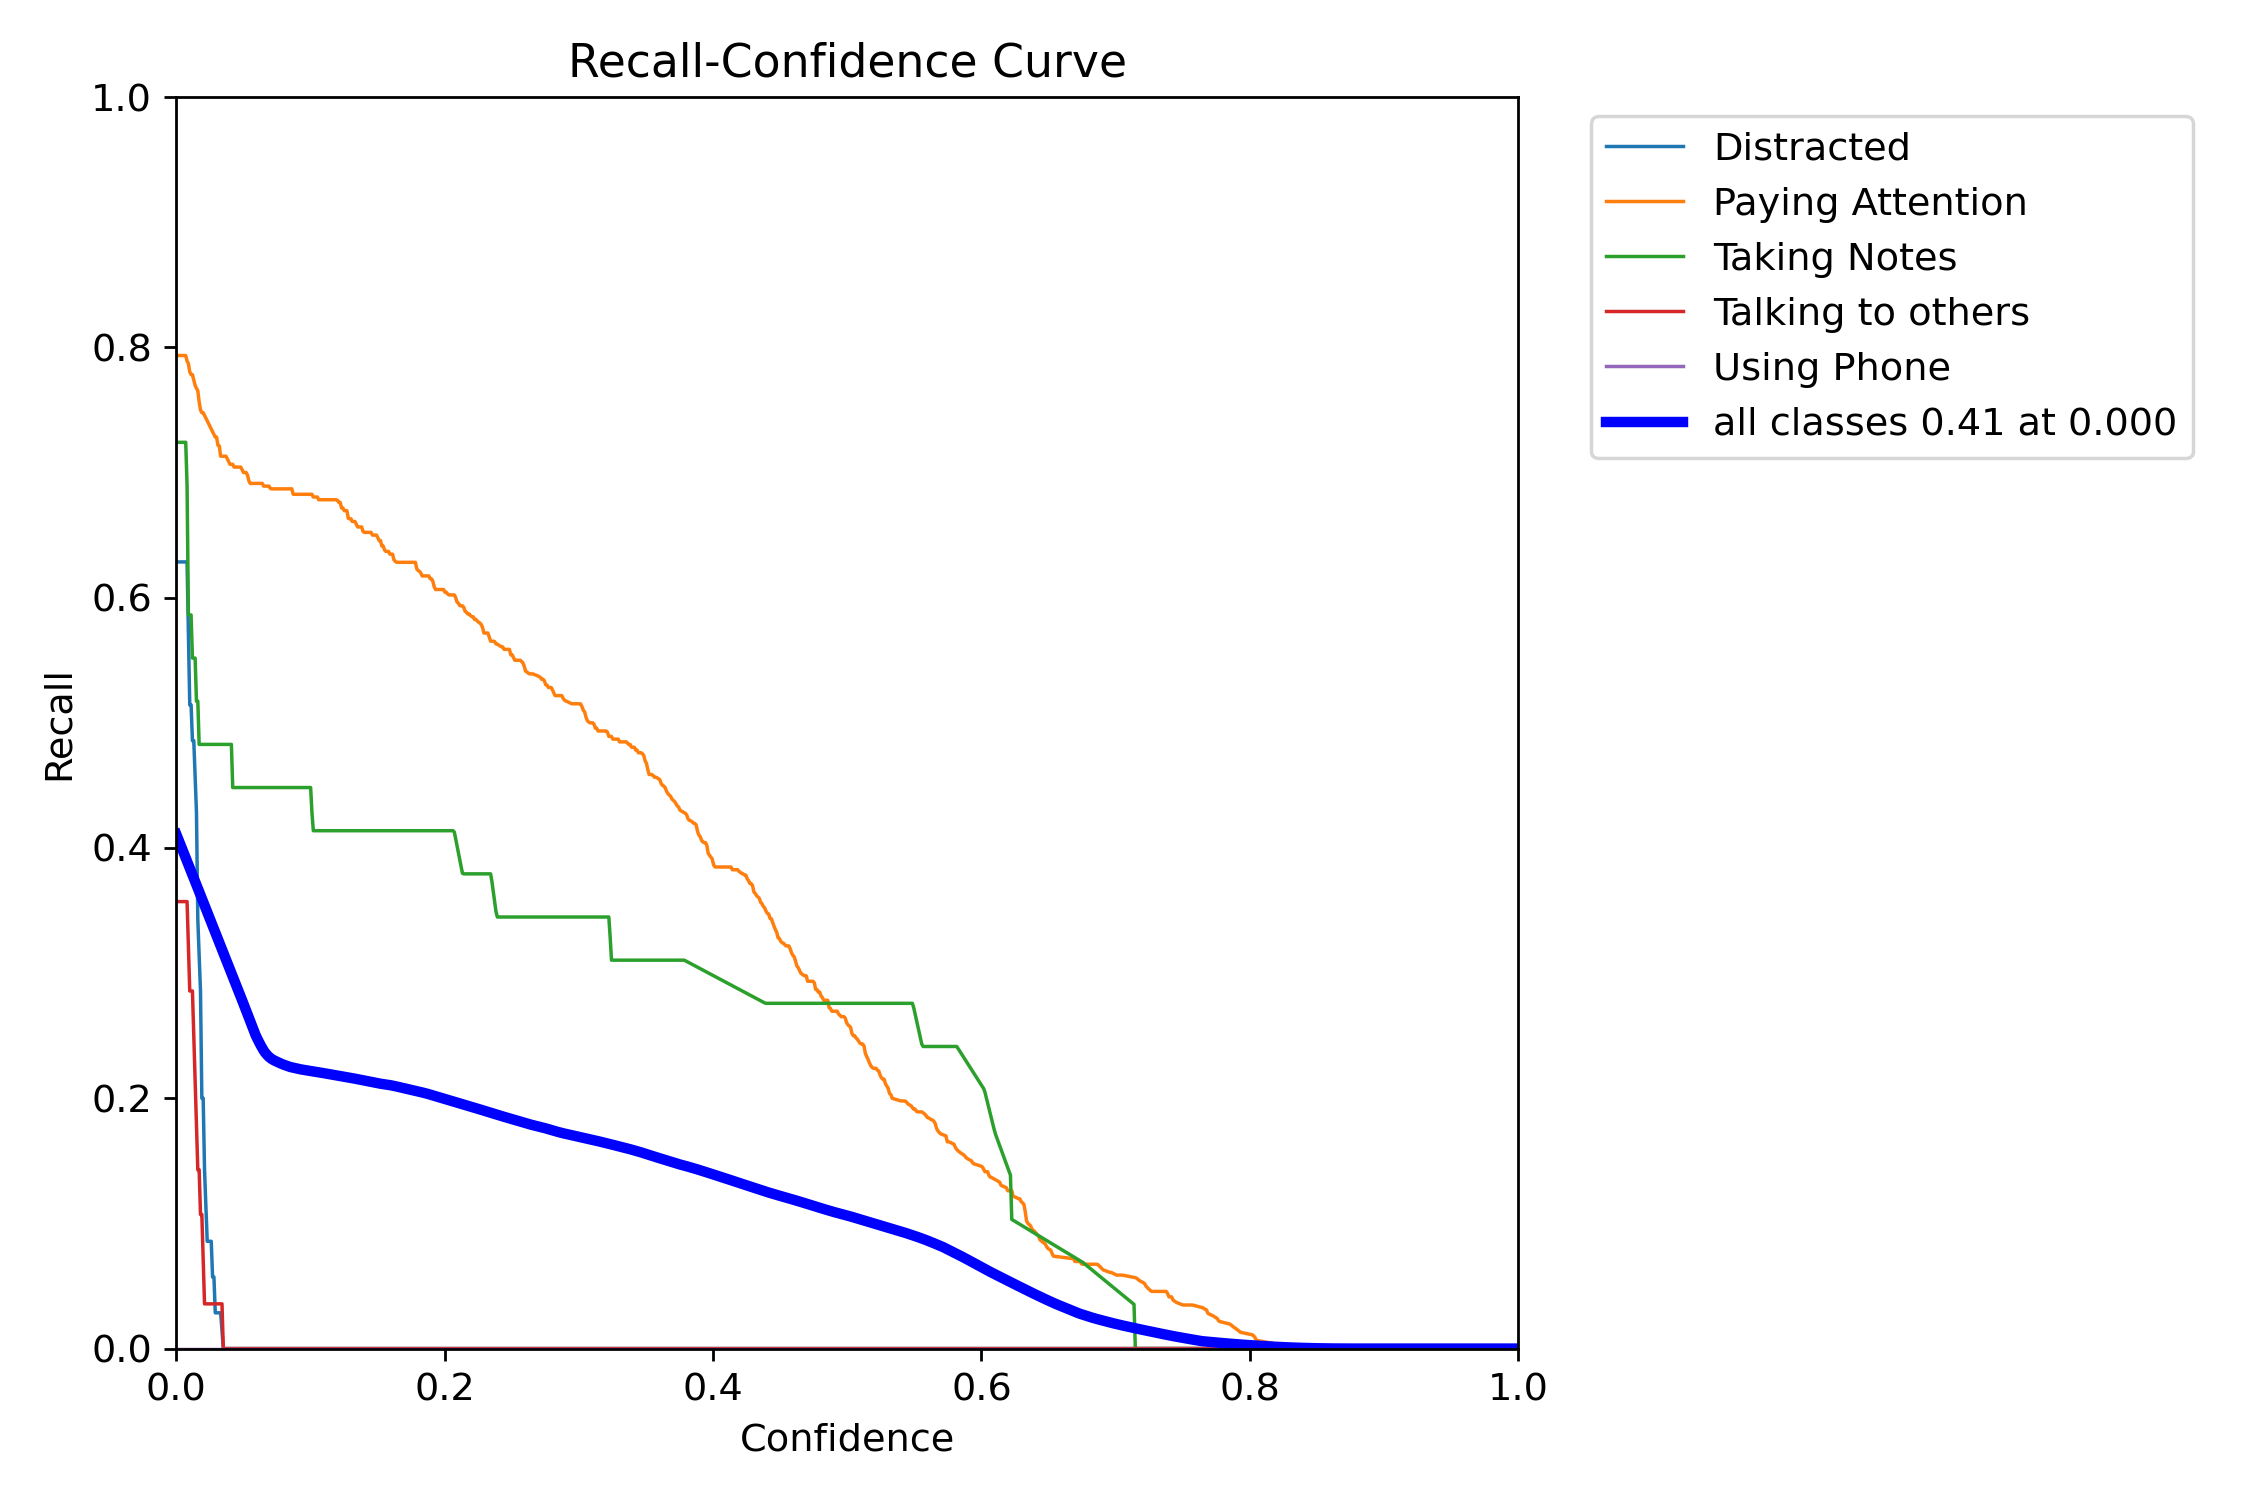 Recall-Confidence Curve
1.0
0.8
0.6
0.4
0.2
0.0
Recall
0.0 0.2 0.4 0.6 0.8 1.0
Confidence
Distracted
Paying Attention
Taking Notes
Talking to others
Using Phone
all classes 0.41 at 0.000